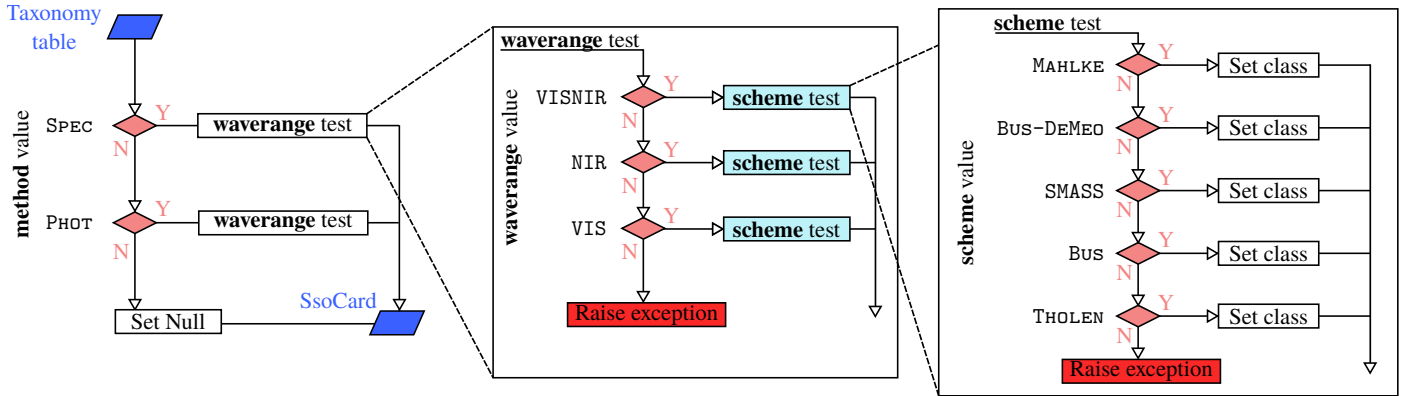 Taxonomy
table
method value
SPEC
Y
N
waverange test
PHOT
Y
N
waverange test
Set Null
SsoCard
waverange test
waverange value
VISNIR
Y
N
scheme test
NIR
Y
N
scheme test
VIS
Y
N
scheme test
Raise exception
scheme test
scheme value
MAHLKE
Y
N
Set class
BUS-DEMEO
Y
N
Set class
SMASS
Y
N
Set class
BUS
Y
N
Set class
THOLEN
Y
N
Set class
Raise exception